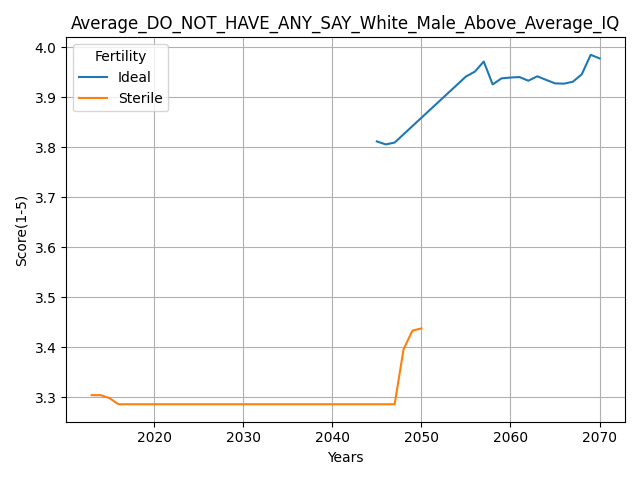 Average_DO_NOT_HAVE_ANY_SAY_White_Male_Above_Average_IQ
Fertility
Ideal
Sterile
Score(1-5)
4.0
3.9
3.8
3.7
3.6
3.5
3.4
3.3
2020 2030 2040 2050 2060 2070
Years